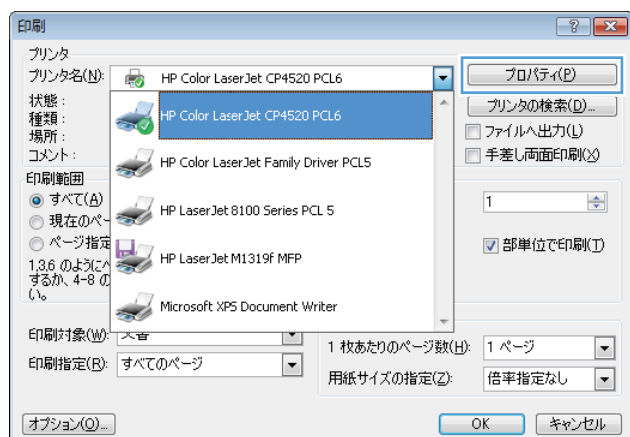 印刷
プリンタ
プリンタ名(N): HP Color LaserJet CP4520 PCL6 プロパティ(P)
状態 : HP Color LaserJet CP4520 PCL6 プリンタの検索(D)...
種類 :
場所 : ファイルへ出力(L)
コメント : HP Color LaserJet Family Driver PCL5 手差し両面印刷(X)
印刷範囲
すべて(A) HP LaserJet 8100 Series PCL 5 1
現在のペー
ページ指定 HP LaserJet M1319f MFP 部単位で印刷(T)
1,3,6 のようにペ
するか、4-8 の
い。 Microsoft XPS Document Writer
印刷対象(W): 文書 1 枚あたりのページ数(H): 1 ページ
印刷指定(R): すべてのページ 用紙サイズの指定(Z): 倍率指定なし
オプション(O)... OK キャンセル